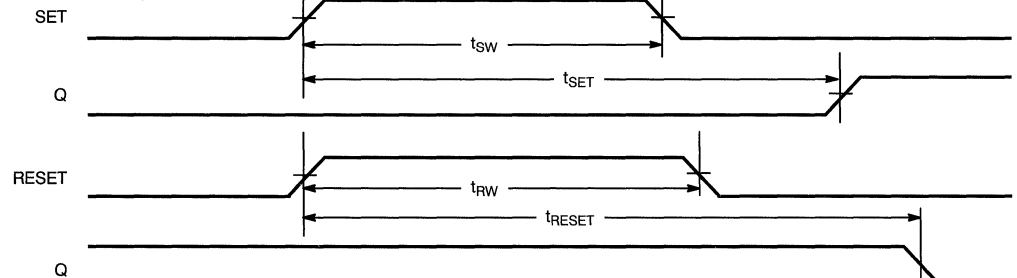 SET
tSW
tSET
Q
RESET
tRW
tRESET
Q